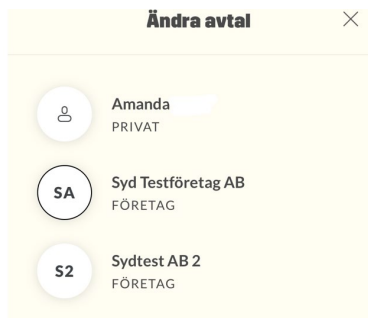 Ändra avtal
Amanda
PRIVAT
SA
Syd Testföretag AB
FÖRETAG
S2
Sydtest AB 2
FÖRETAG